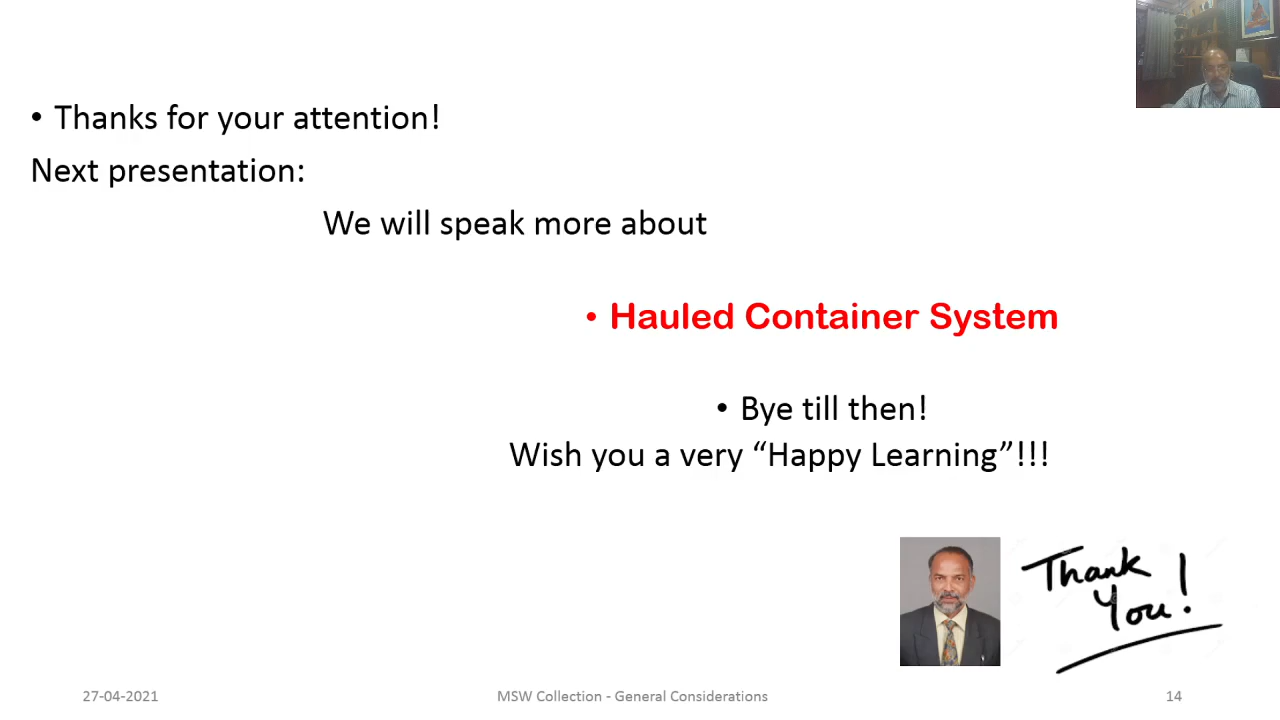 • Thanks for your attention!
Next presentation:
We will speak more about
• Hauled Container System
• Bye till then!
Wish you a very “Happy Learning”!!!
Thank
You!
27-04-2021
MSW Collection - General Considerations
14